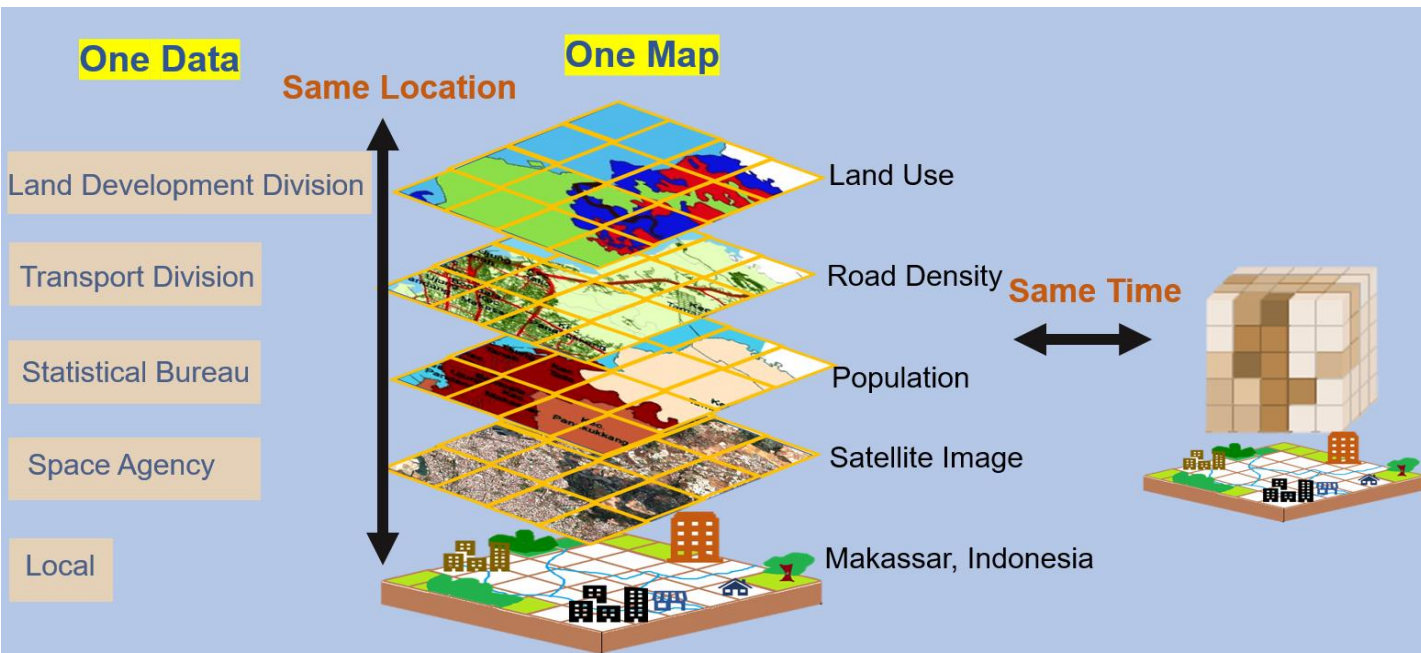 One Data
One Map
Same Location
Land Development Division
Land Use
Transport Division
Road Density
Same Time
Statistical Bureau
Population
Space Agency
Satellite Image
Local
Makassar, Indonesia